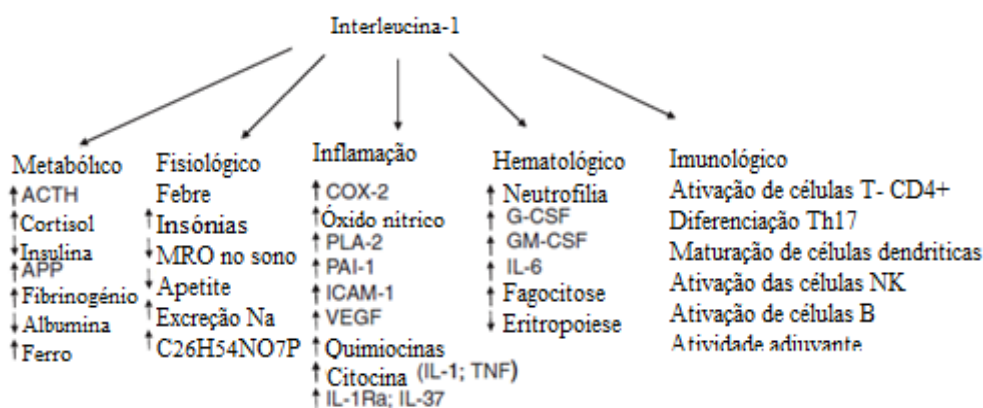 Interleucina-1
Metabólico
↑ACTH
↑Cortisol
↓Insulina
↑APP
↑Fibrinogénio
↓Albumina
↑Ferro
Fisiológico
Febre
↑Insónias
↓MRO no sono
↓Apetite
↑Excreção Na
↑C26H54NO7P
Inflamação
↑COX-2
↑Óxido nítrico
↑PLA-2
↑PAI-1
↑ICAM-1
↑VEGF
↑Quimiocinas
↑Citocina (IL-1; TNF)
↑IL-1Ra; IL-37
Hematológico
↑Neutrofilia
↑G-CSF
↑GM-CSF
↑IL-6
↑Fagocitose
↓Eritropoiese
Imunológico
Ativação de células T- CD4+
Diferenciação Th17
Maturação de células dendriticas
Ativação das células NK
Ativação de células B
Atividade adjuvante